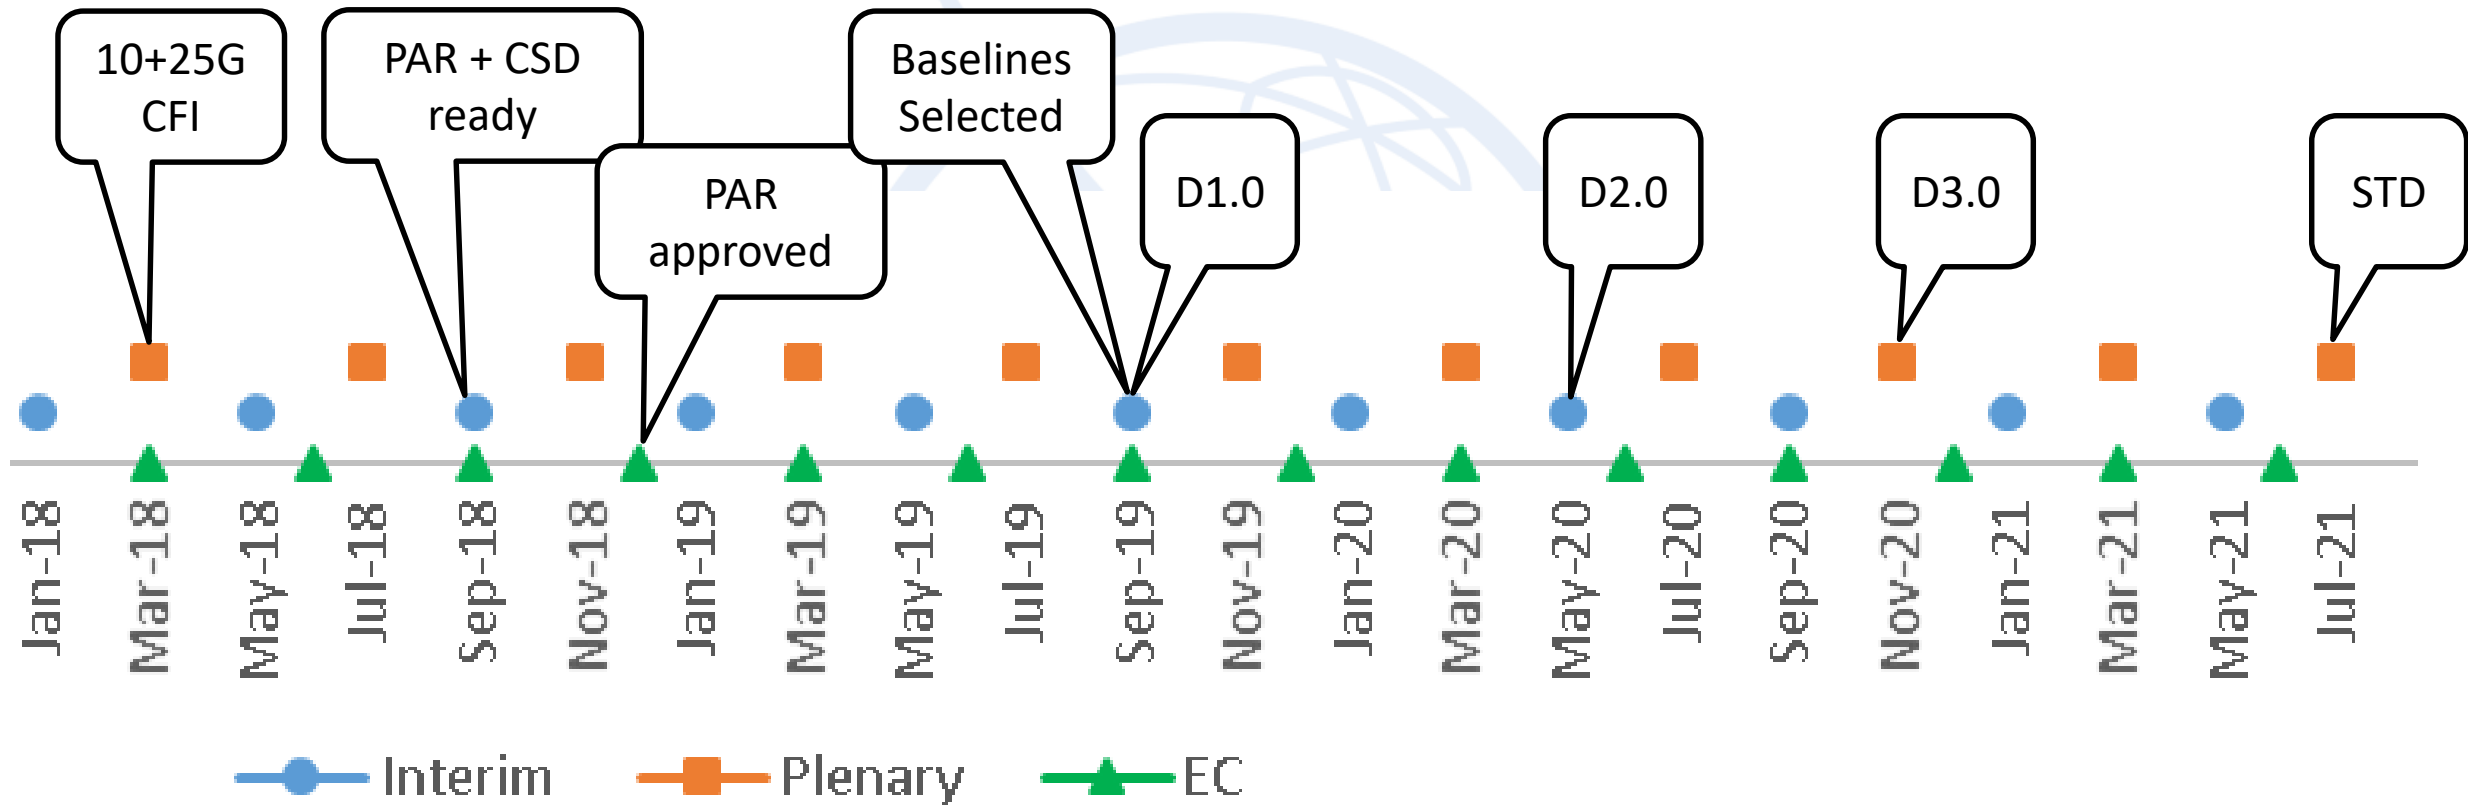 10+25G
CFI
PAR + CSD
ready
PAR
approved
Baselines
Selected
D1.0
D2.0
D3.0
STD
Jan-18
Mar-18
May-18
Jul-18
Sep-18
Nov-18
Jan-19
Mar-19
May-19
Jul-19
Sep-19
Nov-19
Jan-20
Mar-20
May-20
Jul-20
Sep-20
Nov-20
Jan-21
Mar-21
May-21
Jul-21
Interim
Plenary
EC